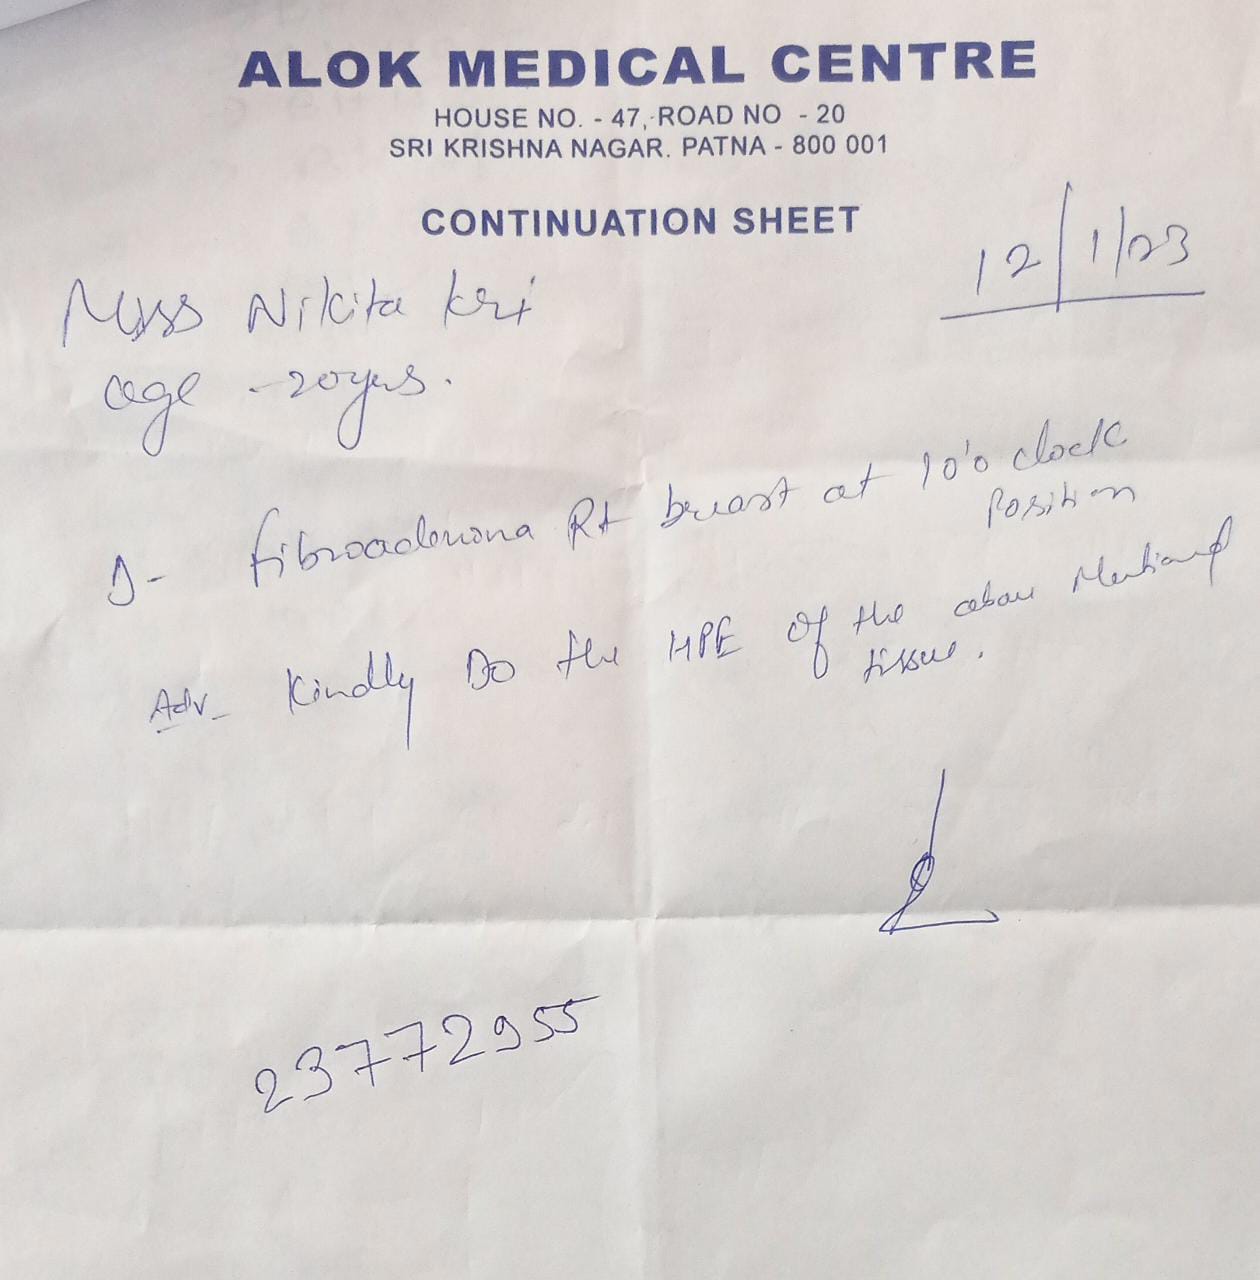 ALOK MEDICAL CENTRE
HOUSE NO. - 47, ROAD NO - 20
SRI KRISHNA NAGAR. PATNA - 800 001
CONTINUATION SHEET
12/1/23
Miss Nikita Kri
age - 20yrs.
D- fibroadenoma Rt breast at 10'o clock
Position
Adv- Kindly Do the HPE of the above Mentioned
tissue.
23772955